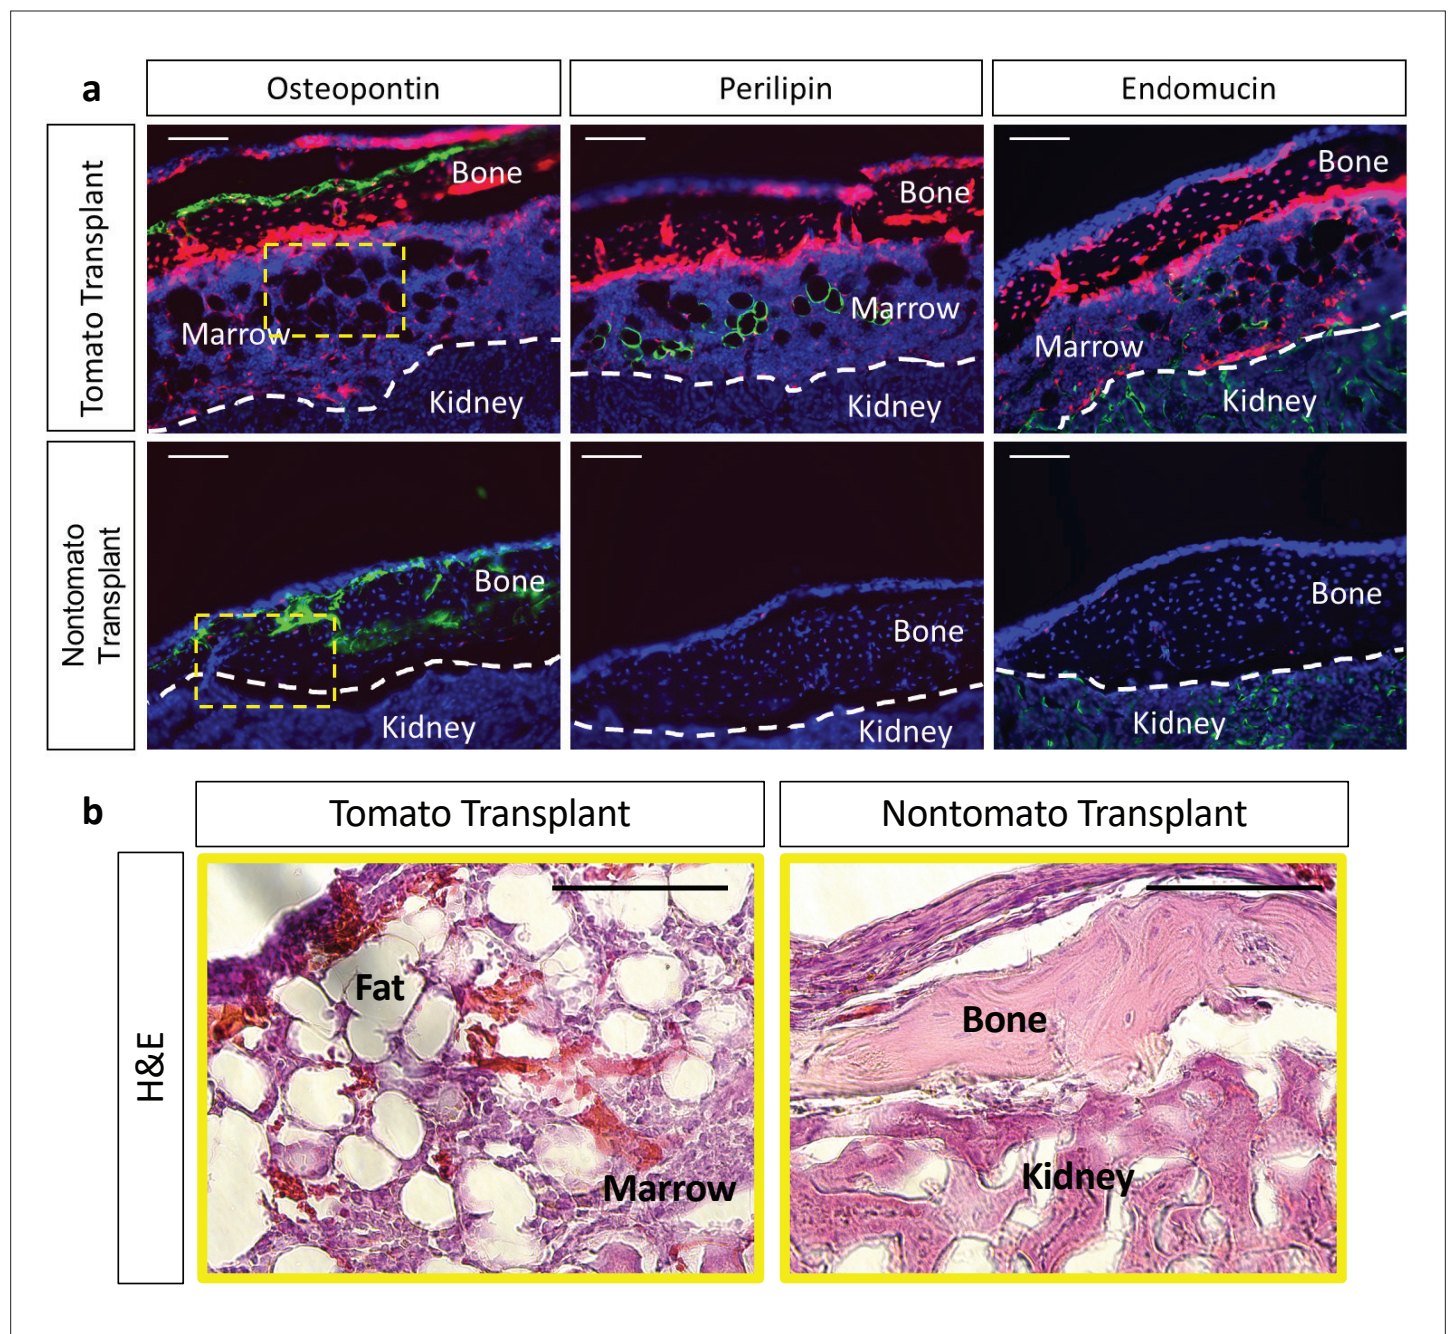 a
Osteopontin
Perilipin
Endomucin
Tomato Transplant
Bone
Marrow
Kidney
Bone
Marrow
Kidney
Bone
Marrow
Kidney
Nontomato
Transplant
Bone
Kidney
Bone
Kidney
Bone
Kidney
b
Tomato Transplant
Nontomato Transplant
H&E
Fat
Marrow
Bone
Kidney